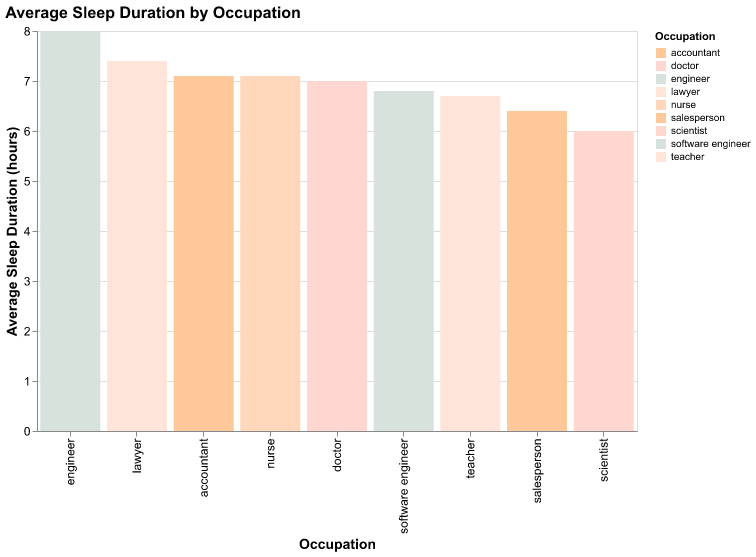 Average Sleep Duration by Occupation
Average Sleep Duration (hours)
8
7
6
5
4
3
2
1
0
engineer
lawyer
accountant
nurse
doctor
software engineer
teacher
salesperson
scientist
Occupation
Occupation
accountant
doctor
engineer
lawyer
nurse
salesperson
scientist
software engineer
teacher